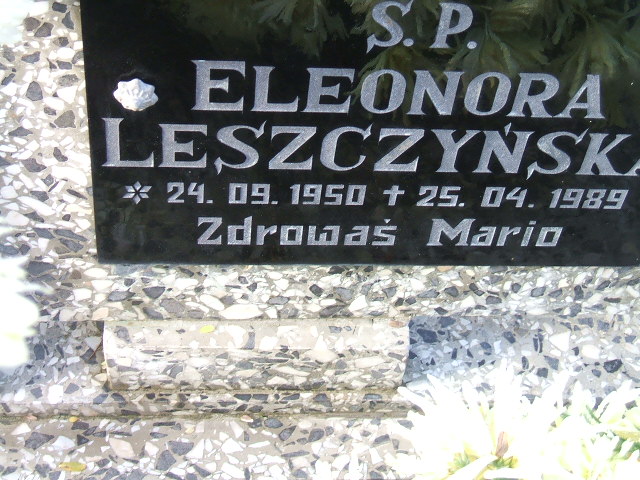 Ś. P.
ELEONORA
LESZCZYŃSKA
* 24. 09. 1950 † 25. 04. 1989
Zdrowaś Mario